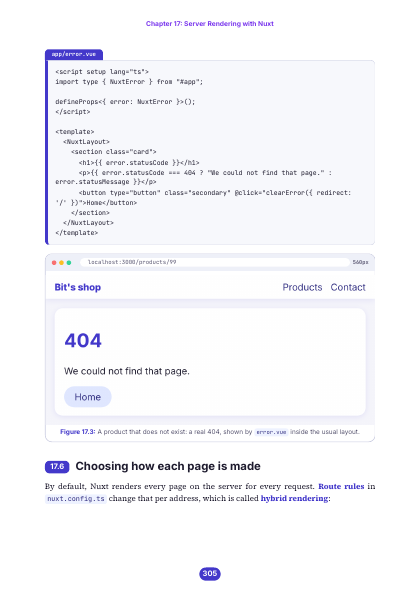 Chapter 17: Server Rendering with Nuxt
app/error.vue
<script setup lang="ts">
import type { NuxtError } from "#app";
defineProps<{ error: NuxtError }>();
</script>
<template>
<NuxtLayout>
<section class="card">
<h1>{{ error.statusCode }}</h1>
<p>{{ error.statusCode === 404 ? "We could not find that page." :
error.statusMessage }}</p>
<button type="button" class="secondary" @click="clearError({ redirect:
'/' })">Home</button>
</section>
</NuxtLayout>
</template>
localhost:3000/products/99 560px
Bit's shop Products Contact
404
We could not find that page.
Home
Figure 17.3: A product that does not exist: a real 404, shown by error.vue inside the usual layout.
17.6 Choosing how each page is made
By default, Nuxt renders every page on the server for every request. Route rules in
nuxt.config.ts change that per address, which is called hybrid rendering:
305